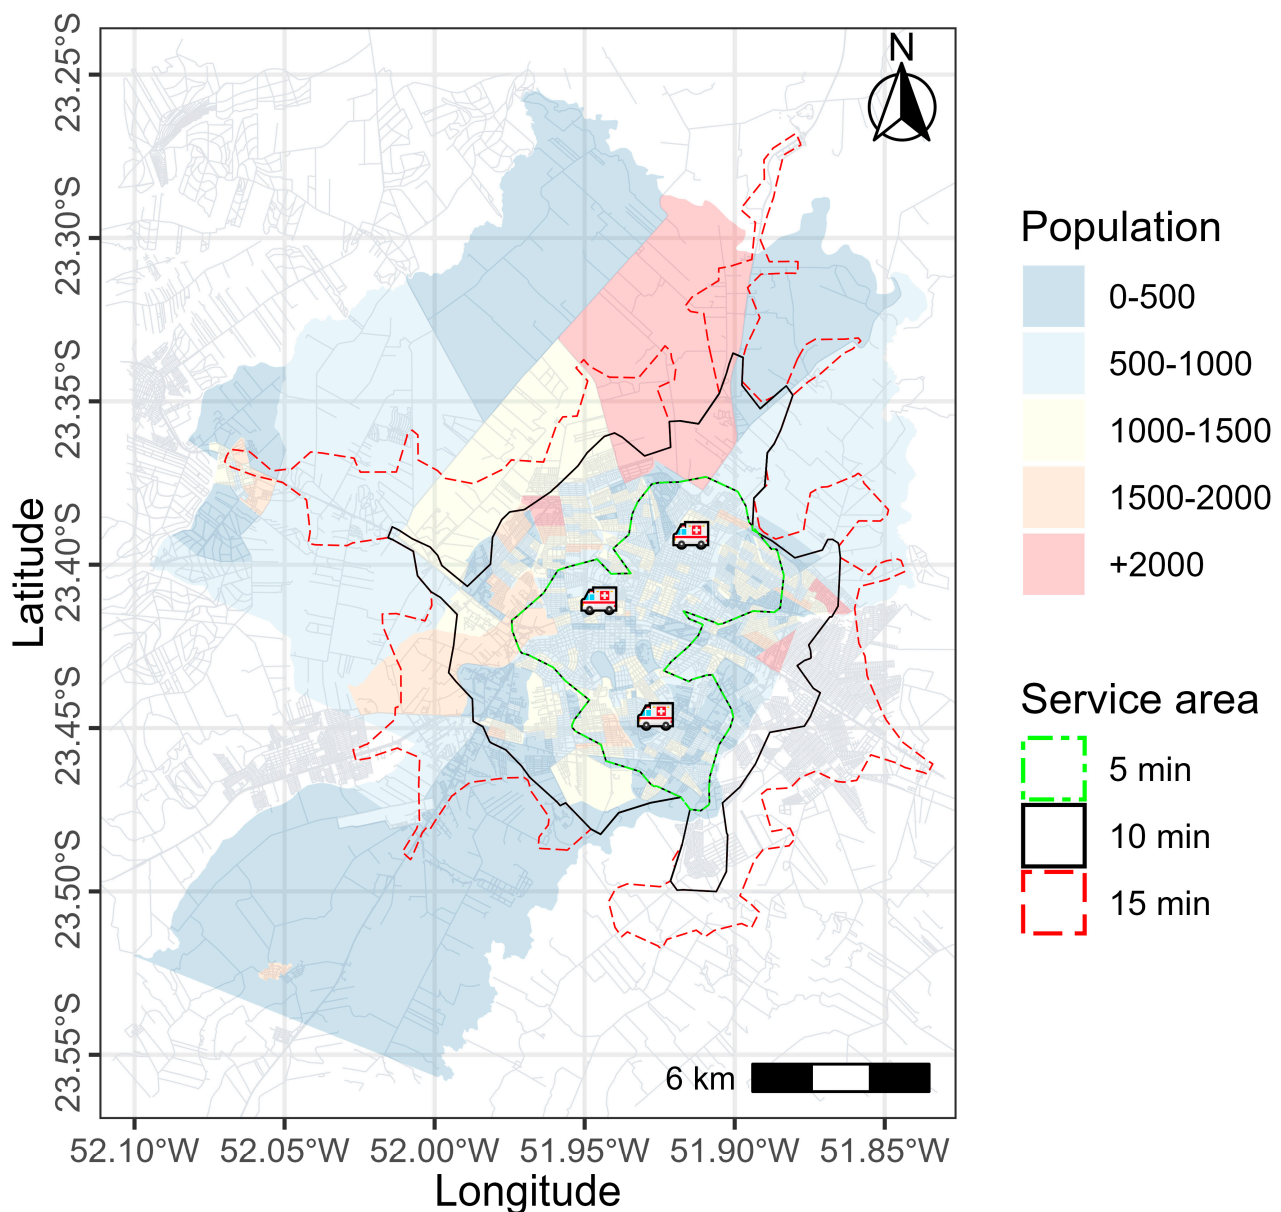 N
23.25°S
23.30°S
23.35°S
23.40°S
23.45°S
23.50°S
23.55°S
Latitude
6 km
52.10°W 52.05°W 52.00°W 51.95°W 51.90°W 51.85°W
Longitude
Population
0-500
500-1000
1000-1500
1500-2000
+2000
Service area
5 min
10 min
15 min